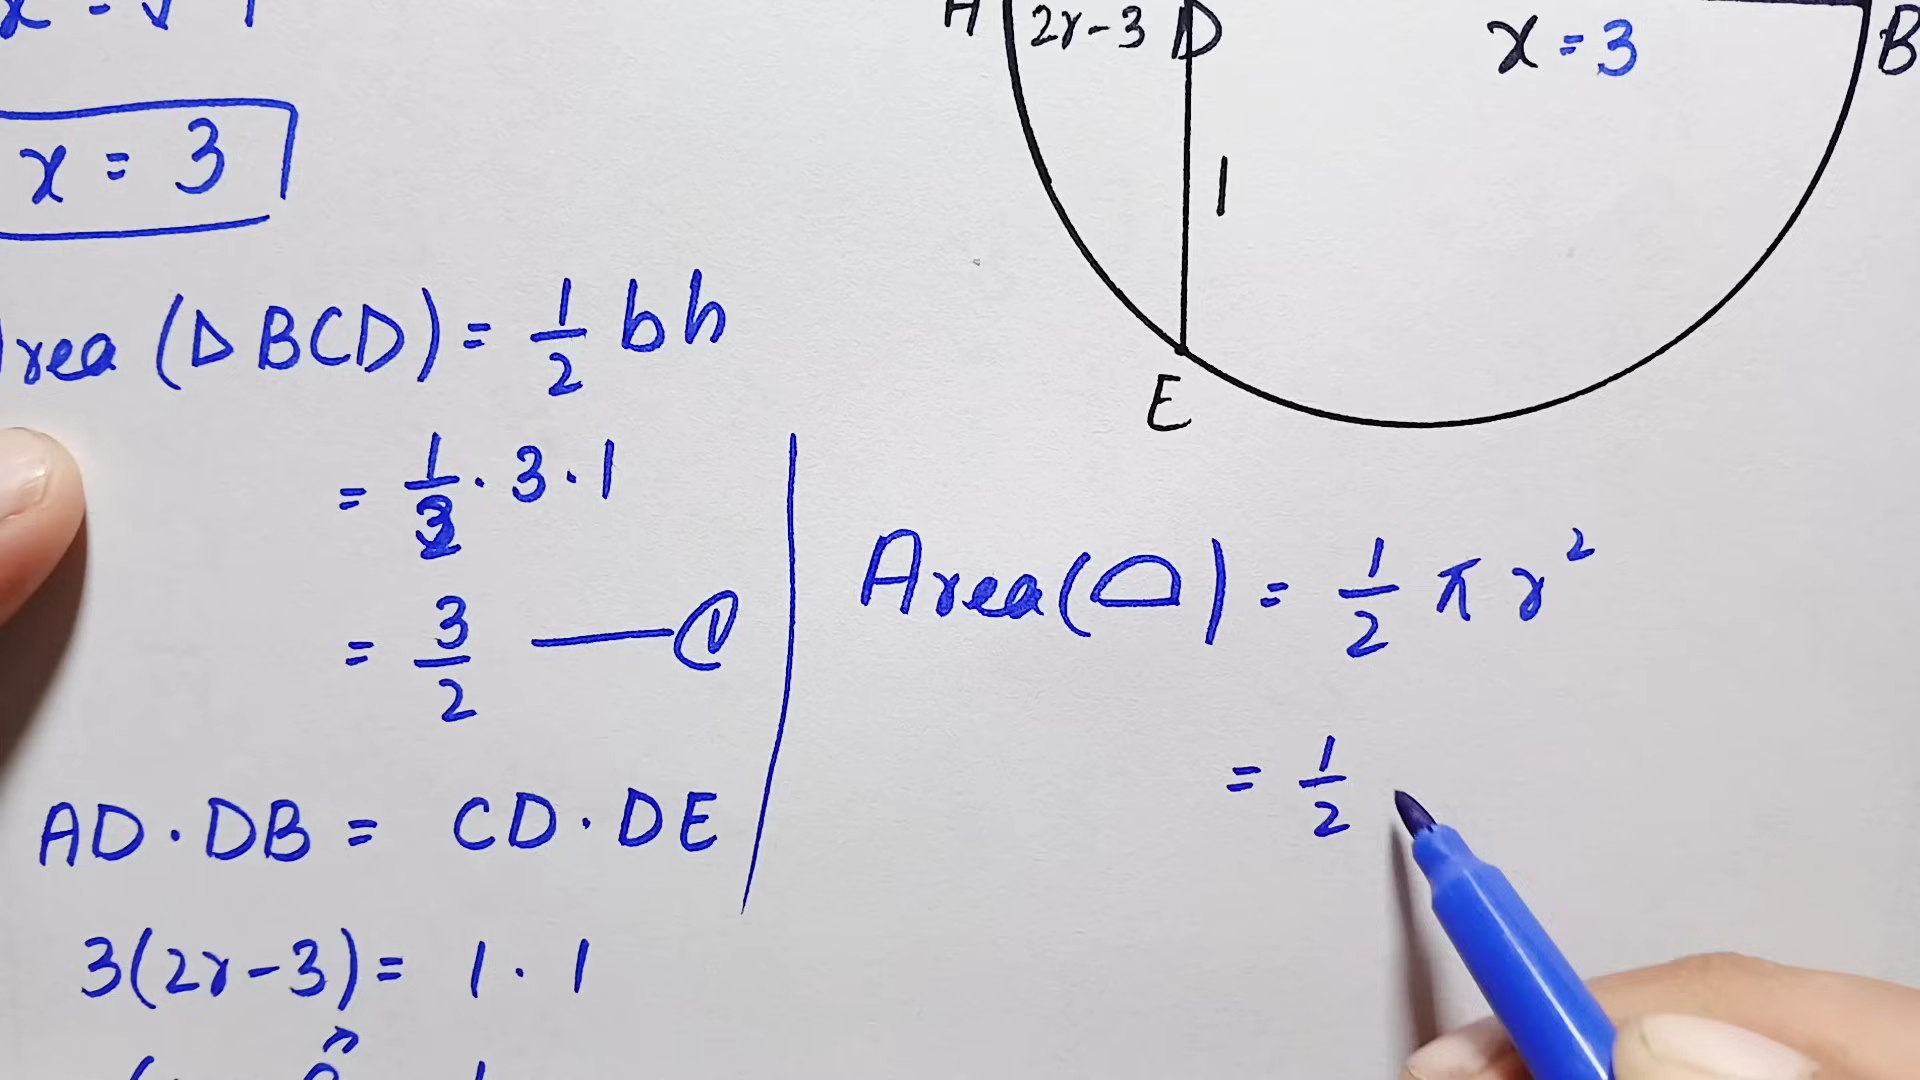 2r-3 D x = 3 B
x = 3
1
Area (Δ BCD) = 1/2 bh
E
= 1/2 · 3 · 1
Area(⌓) = 1/2 π r²
= 3/2
= 1/2
AD · DB = CD · DE
3(2r-3) = 1 · 1